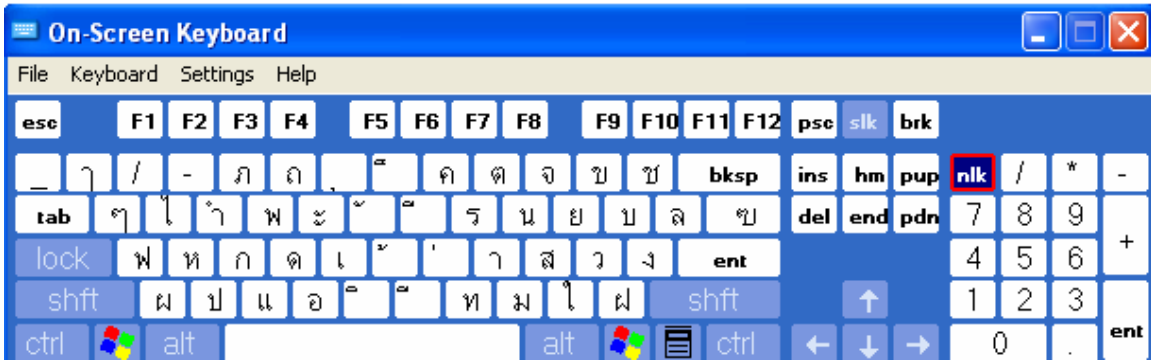 On-Screen Keyboard
File Keyboard Settings Help
esc F1 F2 F3 F4 F5 F6 F7 F8 F9 F10 F11 F12 psc slk brk
_ ๅ / - ภ ถ ุ ึ ค ต จ ข ช bksp ins hm pup nlk / * -
tab ๆ ไ ำ พ ะ ั ี ร น ย บ ล ฃ del end pdn 7 8 9 +
lock ฟ ห ก ด เ ้ ่ า ส ว ง ent 4 5 6
shft ผ ป แ อ ิ ื ท ม ใ ฝ shft ↑ 1 2 3
ctrl alt alt ctrl ← ↓ → 0 . ent